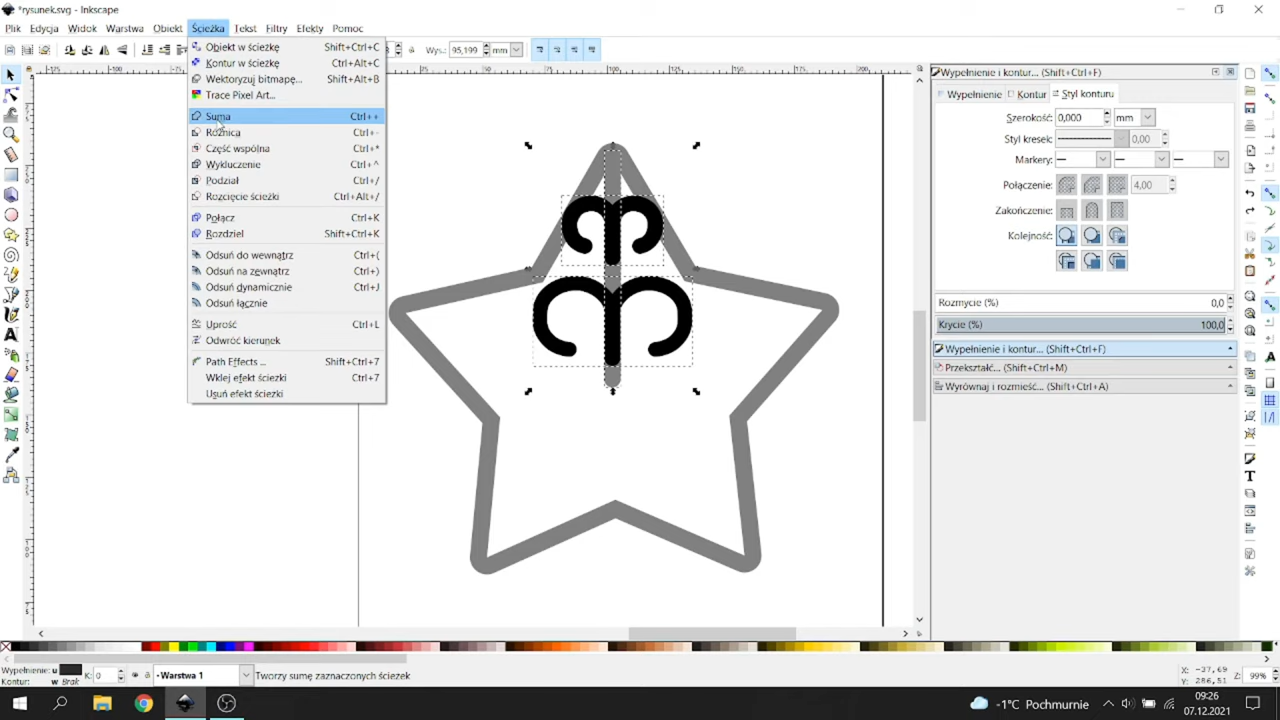 *rysunek.svg - Inkscape
Plik Edycja Widok Warstwa Obiekt Ścieżka Tekst Filtry Efekty Pomoc
Wys.: 95,199 mm
Obiekt w ścieżkę Shift+Ctrl+C
Kontur w ścieżkę Ctrl+Alt+C
Wektoryzuj bitmapę... Shift+Alt+B
Trace Pixel Art...
Suma Ctrl++
Różnica Ctrl+-
Część wspólna Ctrl+*
Wykluczenie Ctrl+^
Podział Ctrl+/
Rozcięcie ścieżki Ctrl+Alt+/
Połącz Ctrl+K
Rozdziel Shift+Ctrl+K
Odsuń do wewnątrz Ctrl+(
Odsuń na zewnątrz Ctrl+)
Odsuń dynamicznie Ctrl+J
Odsuń łącznie
Uprość Ctrl+L
Odwróć kierunek
Path Effects ... Shift+Ctrl+7
Wklej efekt ścieżki Ctrl+7
Usuń efekt ścieżki
Wypełnienie i kontur... (Shift+Ctrl+F)
Wypełnienie Kontur Styl konturu
Szerokość: 0,000 mm
Styl kresek: 0,00
Markery:
Połączenie: 4,00
Zakończenie:
Kolejność:
Rozmycie (%) 0,0
Krycie (%) 100,0
Wypełnienie i kontur... (Shift+Ctrl+F)
Przekształć... (Shift+Ctrl+M)
Wyrównaj i rozmieść... (Shift+Ctrl+A)
Wypełnienie: u
Kontur: w Brak
K: 0
•Warstwa 1
Tworzy sumę zaznaczonych ścieżek
X: -37,69
Y: 286,51
Z: 99%
-1°C Pochmurnie
09:26
07.12.2021